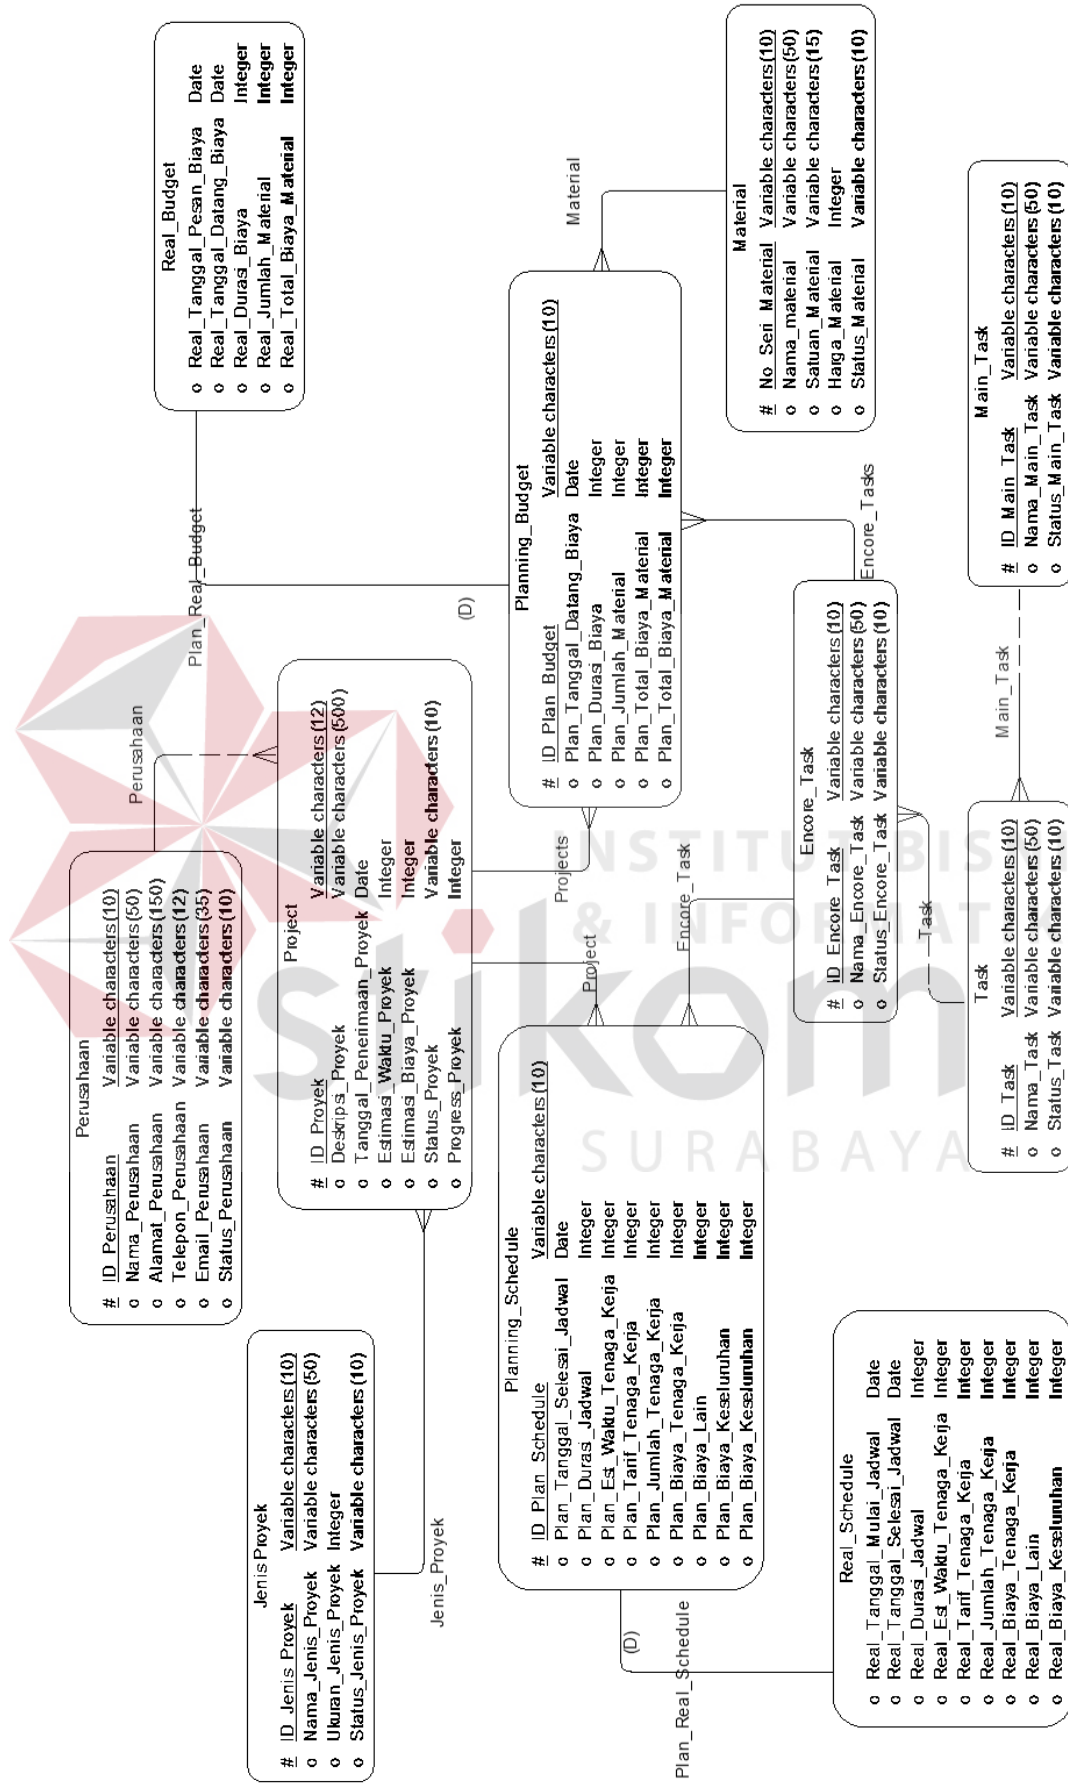 Jenis Proyek
# ID_Jenis_Proyek Variable characters (10)
o Nama_Jenis_Proyek Variable characters (50)
o Ukuran_Jenis_Proyek Integer
o Status_Jenis_Proyek Variable characters (10)
Perusahaan
# ID_Perusahaan Variable characters (10)
o Nama_Perusahaan Variable characters (50)
o Alamat_Perusahaan Variable characters (150)
o Telepon_Perusahaan Variable characters (12)
o Email_Perusahaan Variable characters (35)
o Status_Perusahaan Variable characters (10)
Perusahaan
Real_Budget
o Real_Tanggal_Pesan_Biaya Date
o Real_Tanggal_Datang_Biaya Date
o Real_Durasi_Biaya Integer
o Real_Jumlah_Material Integer
o Real_Total_Biaya_Material Integer
Plan_Real_Budget
Jenis_Proyek
Project
# ID_Proyek Variable characters (12)
o Deskripsi_Proyek Variable characters (500)
o Tanggal_Penerimaan_Proyek Date
o Estimasi_Waktu_Proyek Integer
o Estimasi_Biaya_Proyek Integer
o Status_Proyek Variable characters (10)
o Progress_Proyek Integer
(D)
Projects
Project
Planning_Budget
# ID_Plan_Budget Variable characters (10)
o Plan_Tanggal_Datang_Biaya Date
o Plan_Durasi_Biaya Integer
o Plan_Jumlah_Material Integer
o Plan_Total_Biaya_Material Integer
o Plan_Total_Biaya_Material Integer
Material
Planning_Schedule
# ID_Plan_Schedule Variable characters (10)
o Plan_Tanggal_Selesai_Jadwal Date
o Plan_Durasi_Jadwal Integer
o Plan_Est_Waktu_Tenaga_Kerja Integer
o Plan_Tarif_Tenaga_Kerja Integer
o Plan_Jumlah_Tenaga_Kerja Integer
o Plan_Biaya_Tenaga_Kerja Integer
o Plan_Biaya_Lain Integer
o Plan_Biaya_Keseluruhan Integer
o Plan_Biaya_Keseluruhan Integer
Encore_Task
(D)
Plan_Real_Schedule
Material
# No_Seri_Material Variable characters (10)
o Nama_material Variable characters (50)
o Satuan_Material Variable characters (15)
o Harga_Material Integer
o Status_Material Variable characters (10)
Encore_Task
# ID_Encore_Task Variable characters (10)
o Nama_Encore_Task Variable characters (50)
o Status_Encore_Task Variable characters (10)
Encore_Tasks
Task
Real_Schedule
o Real_Tanggal_Mulai_Jadwal Date
o Real_Tanggal_Selesai_Jadwal Date
o Real_Durasi_Jadwal Integer
o Real_Est_Waktu_Tenaga_Kerja Integer
o Real_Tarif_Tenaga_Kerja Integer
o Real_Jumlah_Tenaga_Kerja Integer
o Real_Biaya_Tenaga_Kerja Integer
o Real_Biaya_Lain Integer
o Real_Biaya_Keseluruhan Integer
Task
# ID_Task Variable characters (10)
o Nama_Task Variable characters (50)
o Status_Task Variable characters (10)
Main_Task
Main_Task
# ID_Main_Task Variable characters (10)
o Nama_Main_Task Variable characters (50)
o Status_Main_Task Variable characters (10)
INSTITUT BIS
& INFORMATI
stikom
SURABAYA